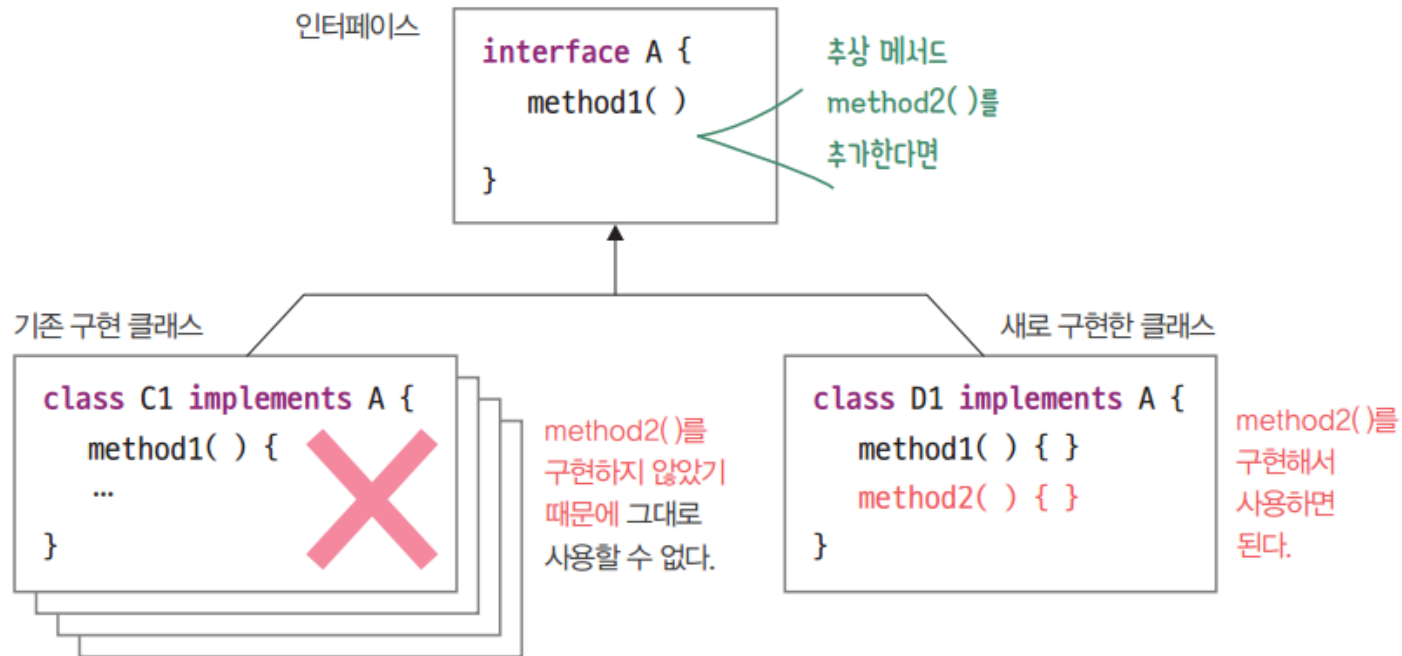 인터페이스
interface A {
method1( )
}
추상 메서드
method2( )를
추가한다면
기존 구현 클래스
class C1 implements A {
method1( ) {
…
}
method2( )를
구현하지 않았기
때문에 그대로
사용할 수 없다.
새로 구현한 클래스
class D1 implements A {
method1( ) { }
method2( ) { }
}
method2( )를
구현해서
사용하면
된다.